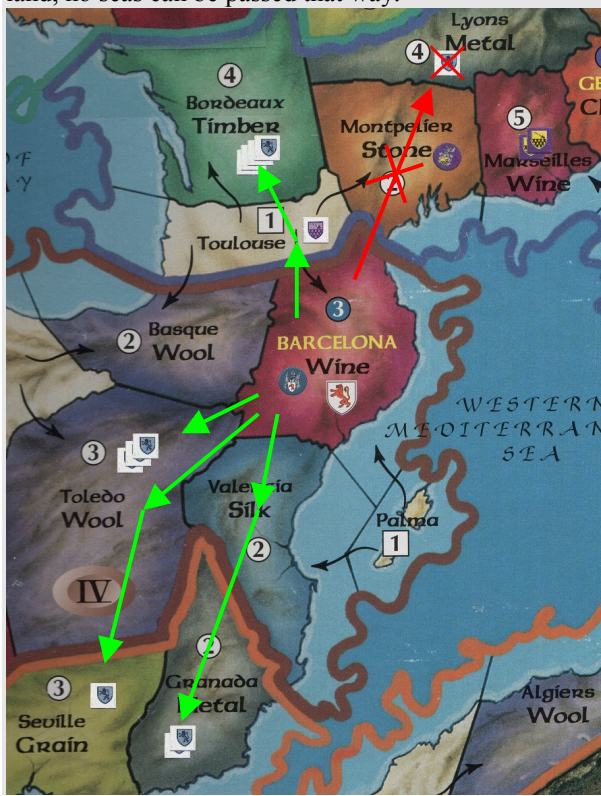 land, no seas can be passed that way.
Lyons
4
Metal
4
Bordeaux
Timber
Montpelier
Stone
5
Marseilles
Wine
GE
C
O F
A Y
1
Toulouse
3
BARCELONA
Wine
2
Basque
Wool
WESTERN
MEDITERRAN
SEA
3
Toledo
Wool
Valencia
Silk
2
Palma
1
IV
2
Granada
Metal
3
Seville
Grain
Algiers
Wool